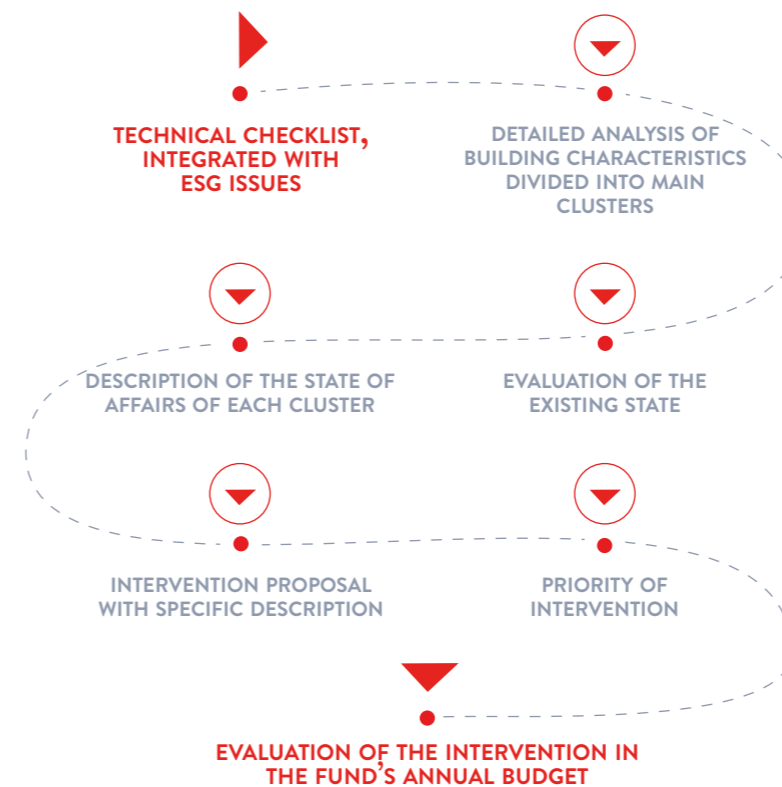 TECHNICAL CHECKLIST,
INTEGRATED WITH
ESG ISSUES
DETAILED ANALYSIS OF
BUILDING CHARACTERISTICS
DIVIDED INTO MAIN
CLUSTERS
DESCRIPTION OF THE STATE OF
AFFAIRS OF EACH CLUSTER
EVALUATION OF THE
EXISTING STATE
INTERVENTION PROPOSAL
WITH SPECIFIC DESCRIPTION
PRIORITY OF
INTERVENTION
EVALUATION OF THE INTERVENTION IN
THE FUND'S ANNUAL BUDGET